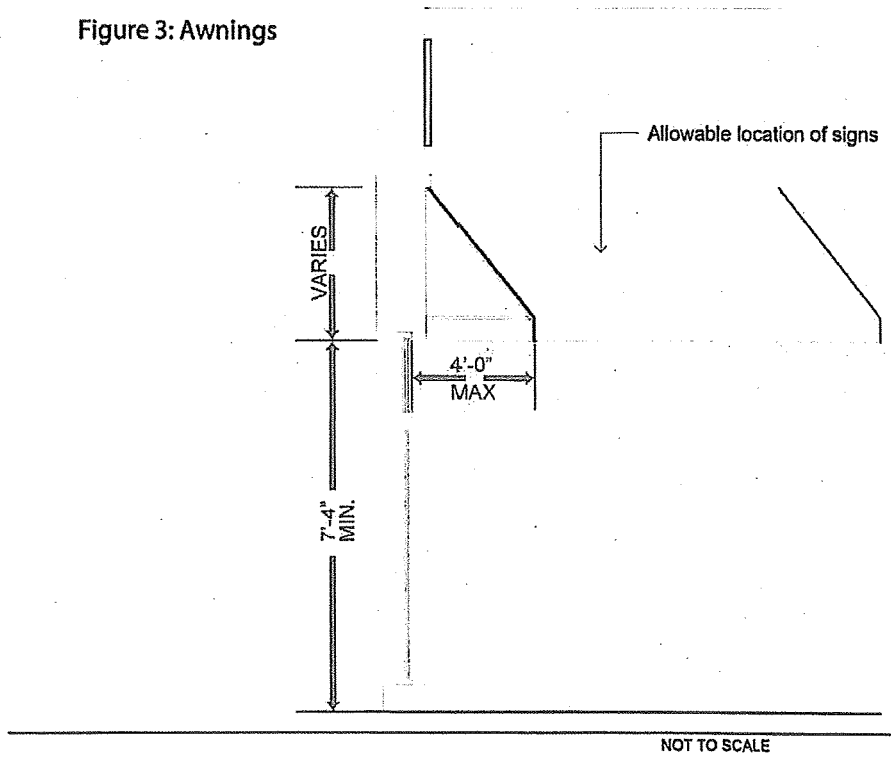 Figure 3: Awnings
Allowable location of signs
VARIES
4'-0"
MAX
7'-4"
MIN.
NOT TO SCALE